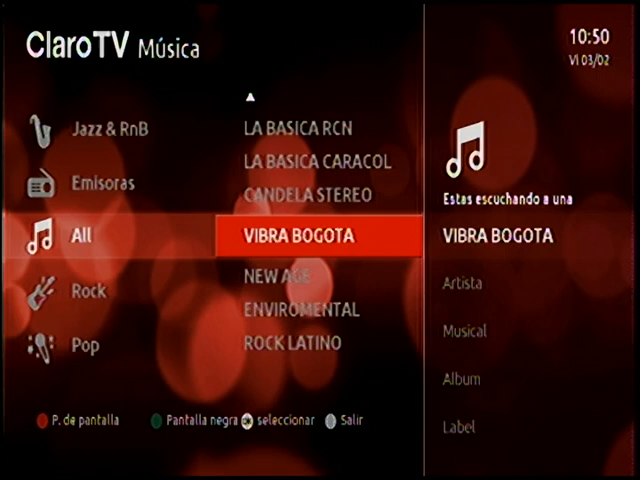 ClaroTV Música
10:50
VI 03/02
Jazz & RnB
Emisoras
All
Rock
Pop
LA BASICA RCN
LA BASICA CARACOL
CANDELA STEREO
VIBRA BOGOTA
NEW AGE
ENVIROMENTAL
ROCK LATINO
Estas escuchando a una
VIBRA BOGOTA
Artista
Musical
Album
Label
P. de pantalla
Pantalla negra
OK seleccionar
Salir